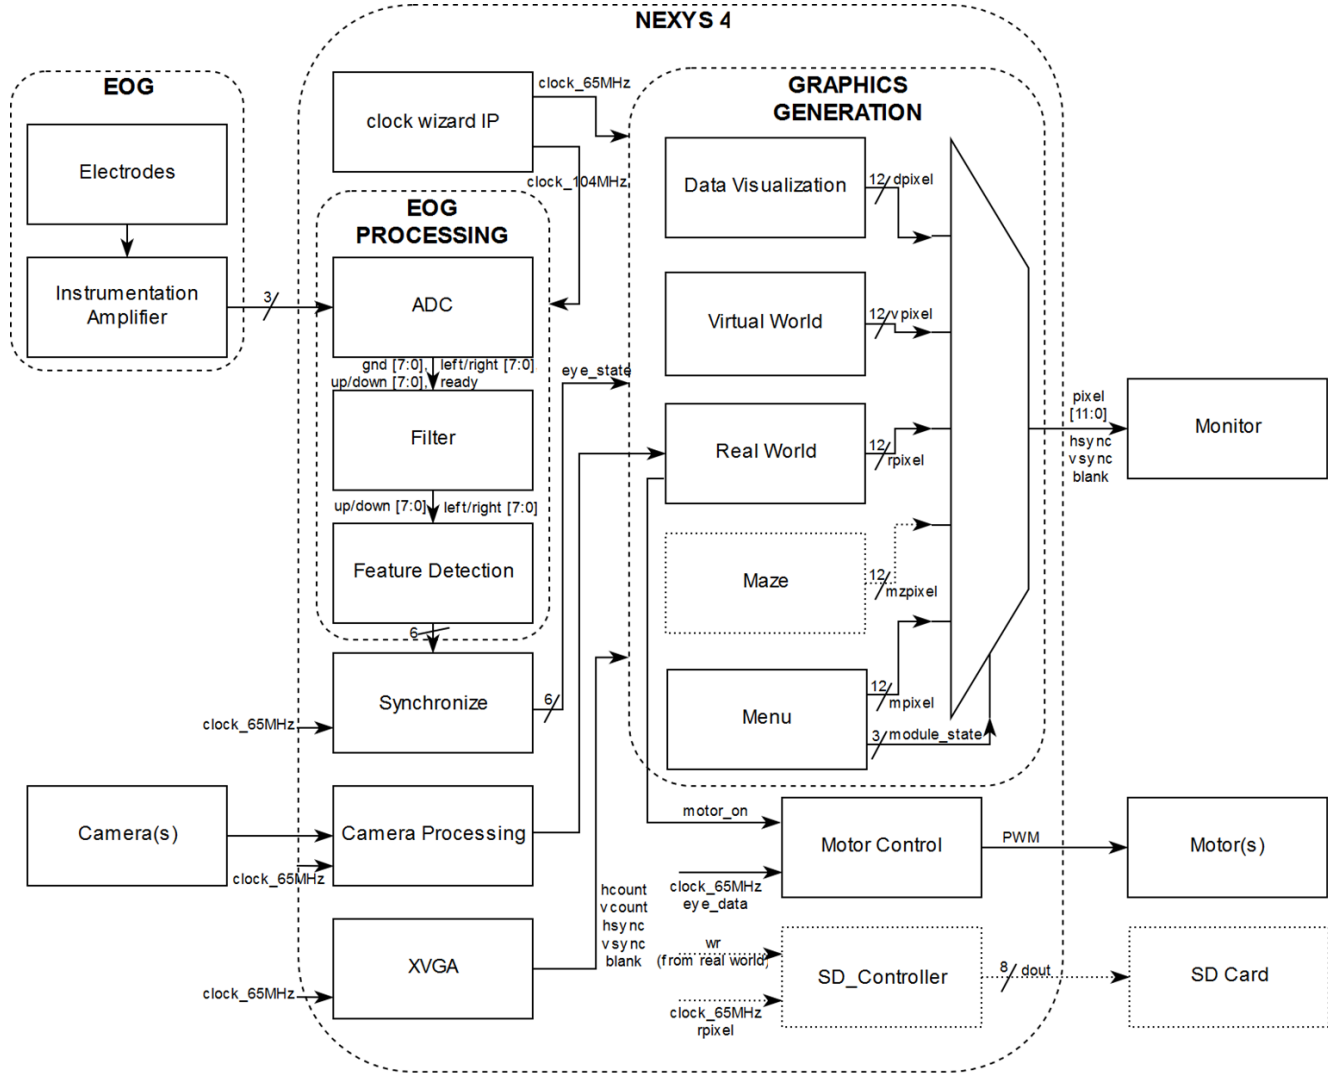 NEXYS 4
EOG
Electrodes
Instrumentation
Amplifier
3
clock wizard IP
clock_65MHz
clock_104MHz
EOG
PROCESSING
ADC
gnd [7:0], left/right [7:0],
up/down [7:0], ready
Filter
up/down [7:0] left/right [7:0]
Feature Detection
6
Synchronize
6
eye_state
clock_65MHz
Camera(s)
Camera Processing
clock_65MHz
XVGA
clock_65MHz
hcount
vcount
hsync
vsync
blank
GRAPHICS
GENERATION
Data Visualization
12 dpixel
Virtual World
12 vpixel
Real World
12
rpixel
Maze
12
mzpixel
Menu
12
mpixel
3 module_state
pixel
[11:0]
hsync
vsync
blank
Monitor
motor_on
Motor Control
clock_65MHz
eye_data
PWM
Motor(s)
wr
(from real world)
SD_Controller
clock_65MHz
rpixel
8 dout
SD Card